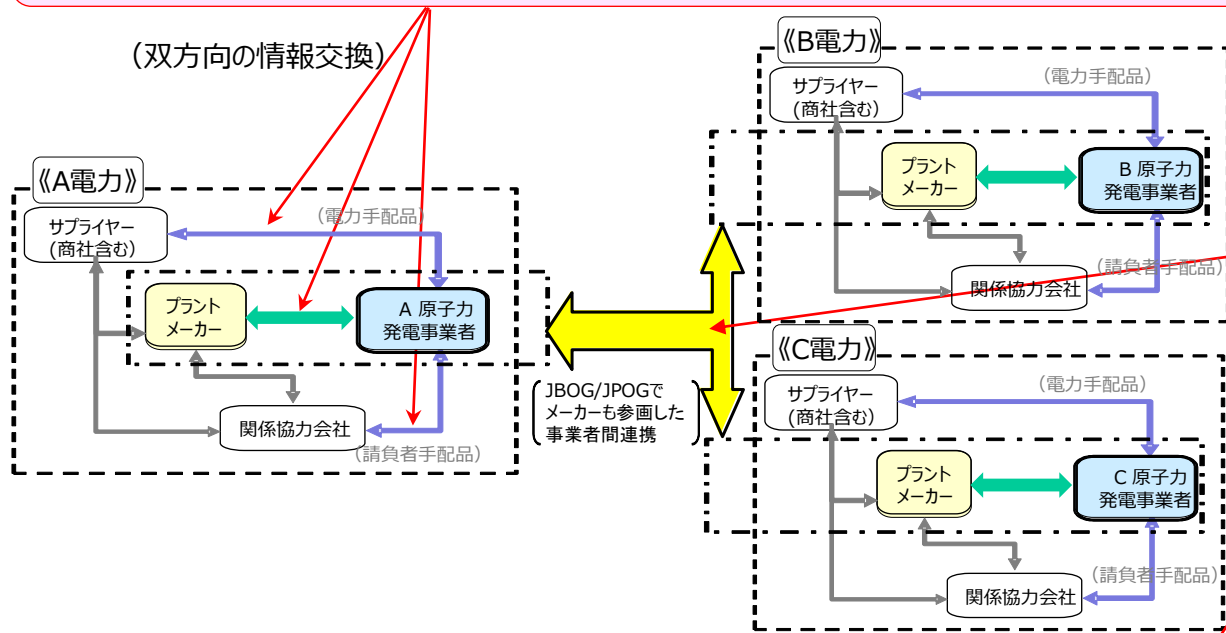 (双方向の情報交換)
《A電力》
サプライヤー
(商社含む)
(電力手配品)
プラント
メーカー
A 原子力
発電事業者
関係協力会社
(請負者手配品)
JBOG/JPOGで
メーカーも参画した
事業者間連携
《B電力》
サプライヤー
(商社含む)
(電力手配品)
プラント
メーカー
B 原子力
発電事業者
(請負者手配品)
関係協力会社
《C電力》
サプライヤー
(商社含む)
(電力手配品)
プラント
メーカー
C 原子力
発電事業者
(請負者手配品)
関係協力会社